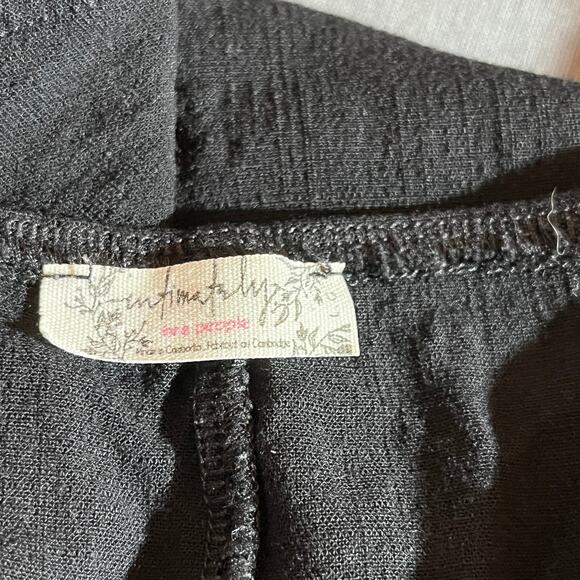 intimately
free people
Made in Cambodia, Fabriqué au Cambodge